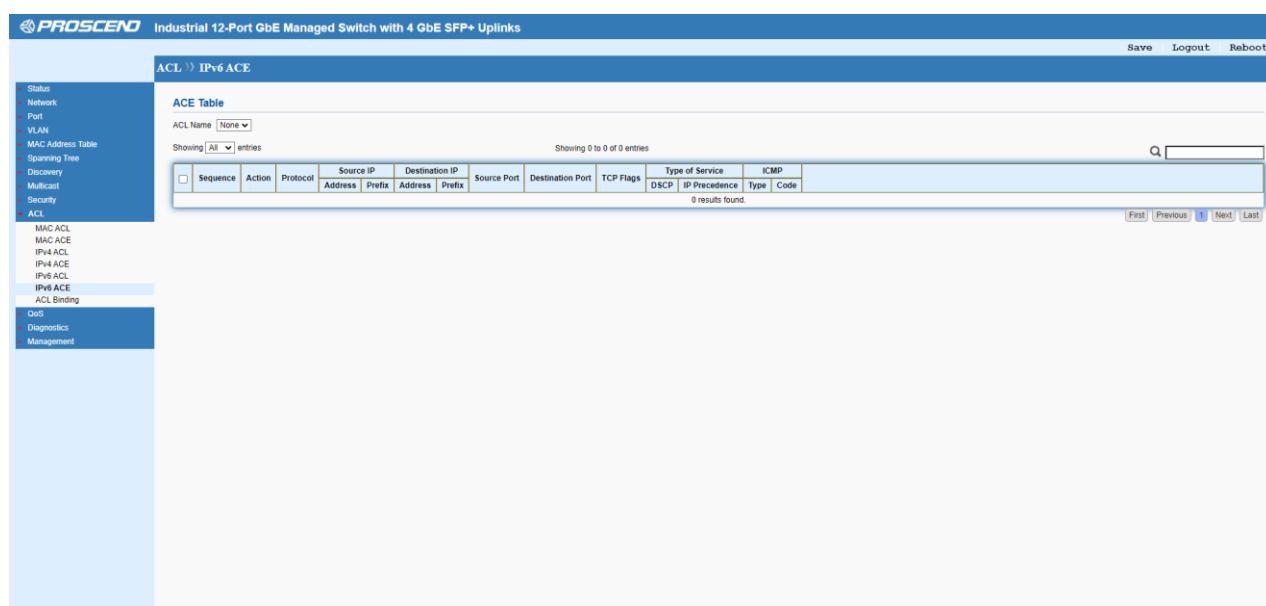 PROSCEND Industrial 12-Port GbE Managed Switch with 4 GbE SFP+ Uplinks
Save Logout Reboot
ACL 》 IPv6 ACE
Status
Network
Port
VLAN
MAC Address Table
Spanning Tree
Discovery
Multicast
Security
ACL
MAC ACL
MAC ACE
IPv4 ACL
IPv4 ACE
IPv6 ACL
IPv6 ACE
ACL Binding
QoS
Diagnostics
Management
ACE Table
ACL Name None
Showing All entries Showing 0 to 0 of 0 entries
Sequence Action Protocol Source IP Destination IP Source Port Destination Port TCP Flags Type of Service ICMP
Address Prefix Address Prefix DSCP IP Precedence Type Code
0 results found.
First Previous 1 Next Last